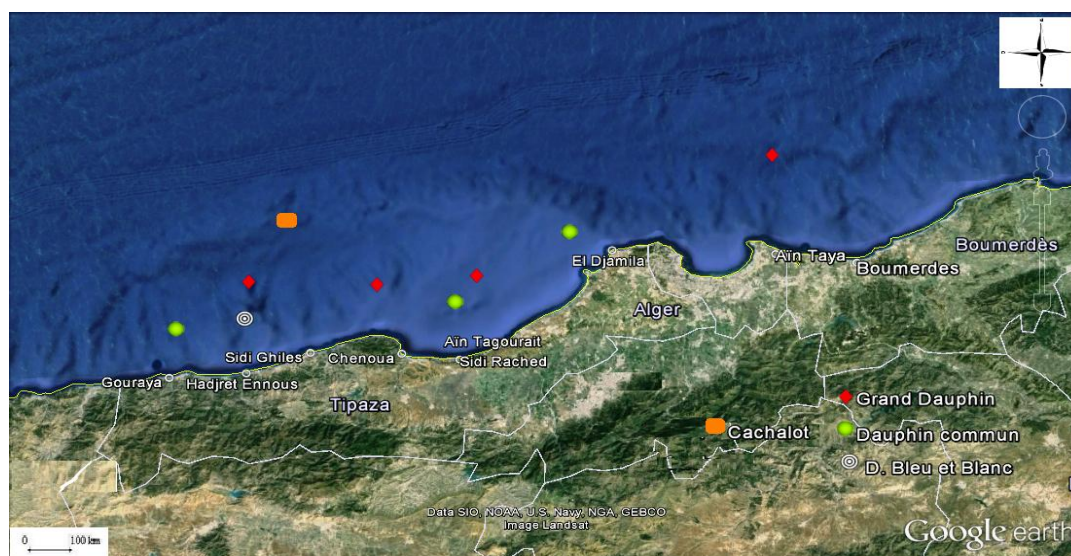 El Djamila
Aïn Taya
Boumerdès
Boumerdes
Alger
Aïn Tagourait
Sidi Ghiles
Chenoua
Sidi Rached
Gouraya
Hadjret Ennous
Tipaza
Grand Dauphin
Cachalot
Dauphin commun
D. Bleu et Blanc
Data SIO, NOAA, U.S. Navy, NGA, GEBCO
Image Landsat
Google earth
0 100 km